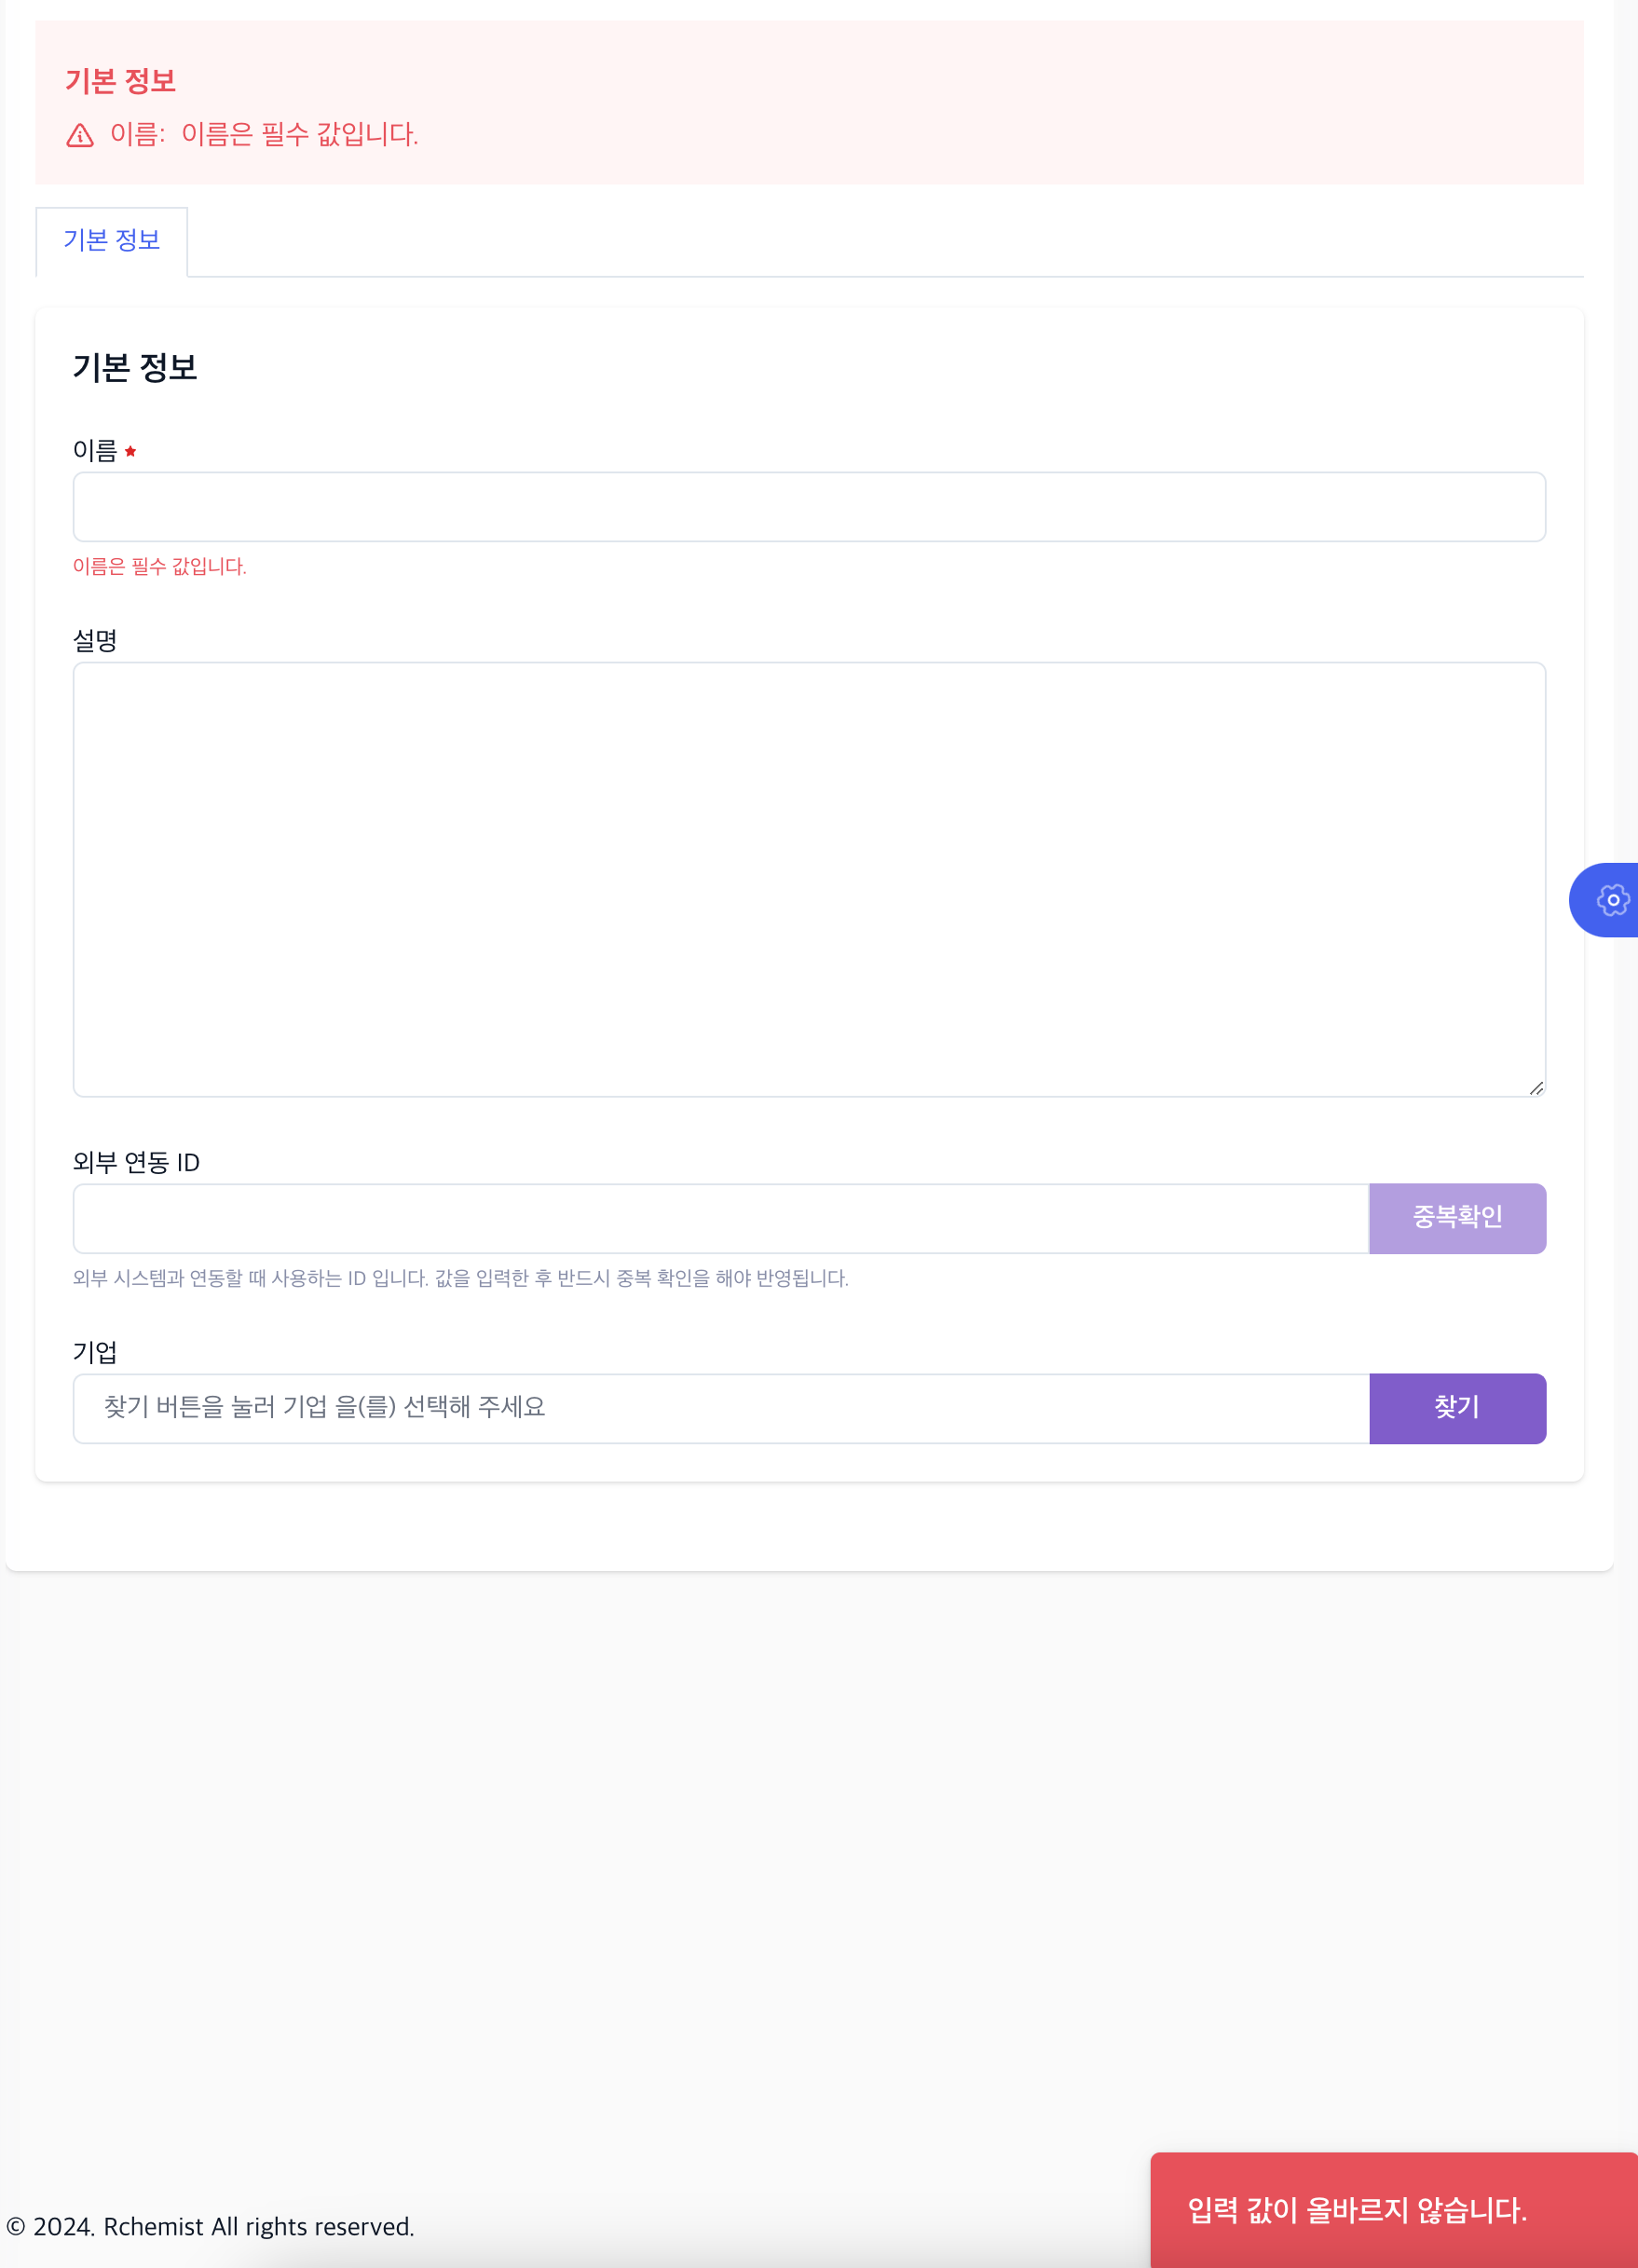 기본 정보
이름: 이름은 필수 값입니다.
기본 정보
기본 정보
이름
이름은 필수 값입니다.
설명
외부 연동 ID
중복확인
외부 시스템과 연동할 때 사용하는 ID 입니다. 값을 입력한 후 반드시 중복 확인을 해야 반영됩니다.
기업
찾기 버튼을 눌러 기업 을(를) 선택해 주세요
찾기
© 2024. Rchemist All rights reserved.
입력 값이 올바르지 않습니다.